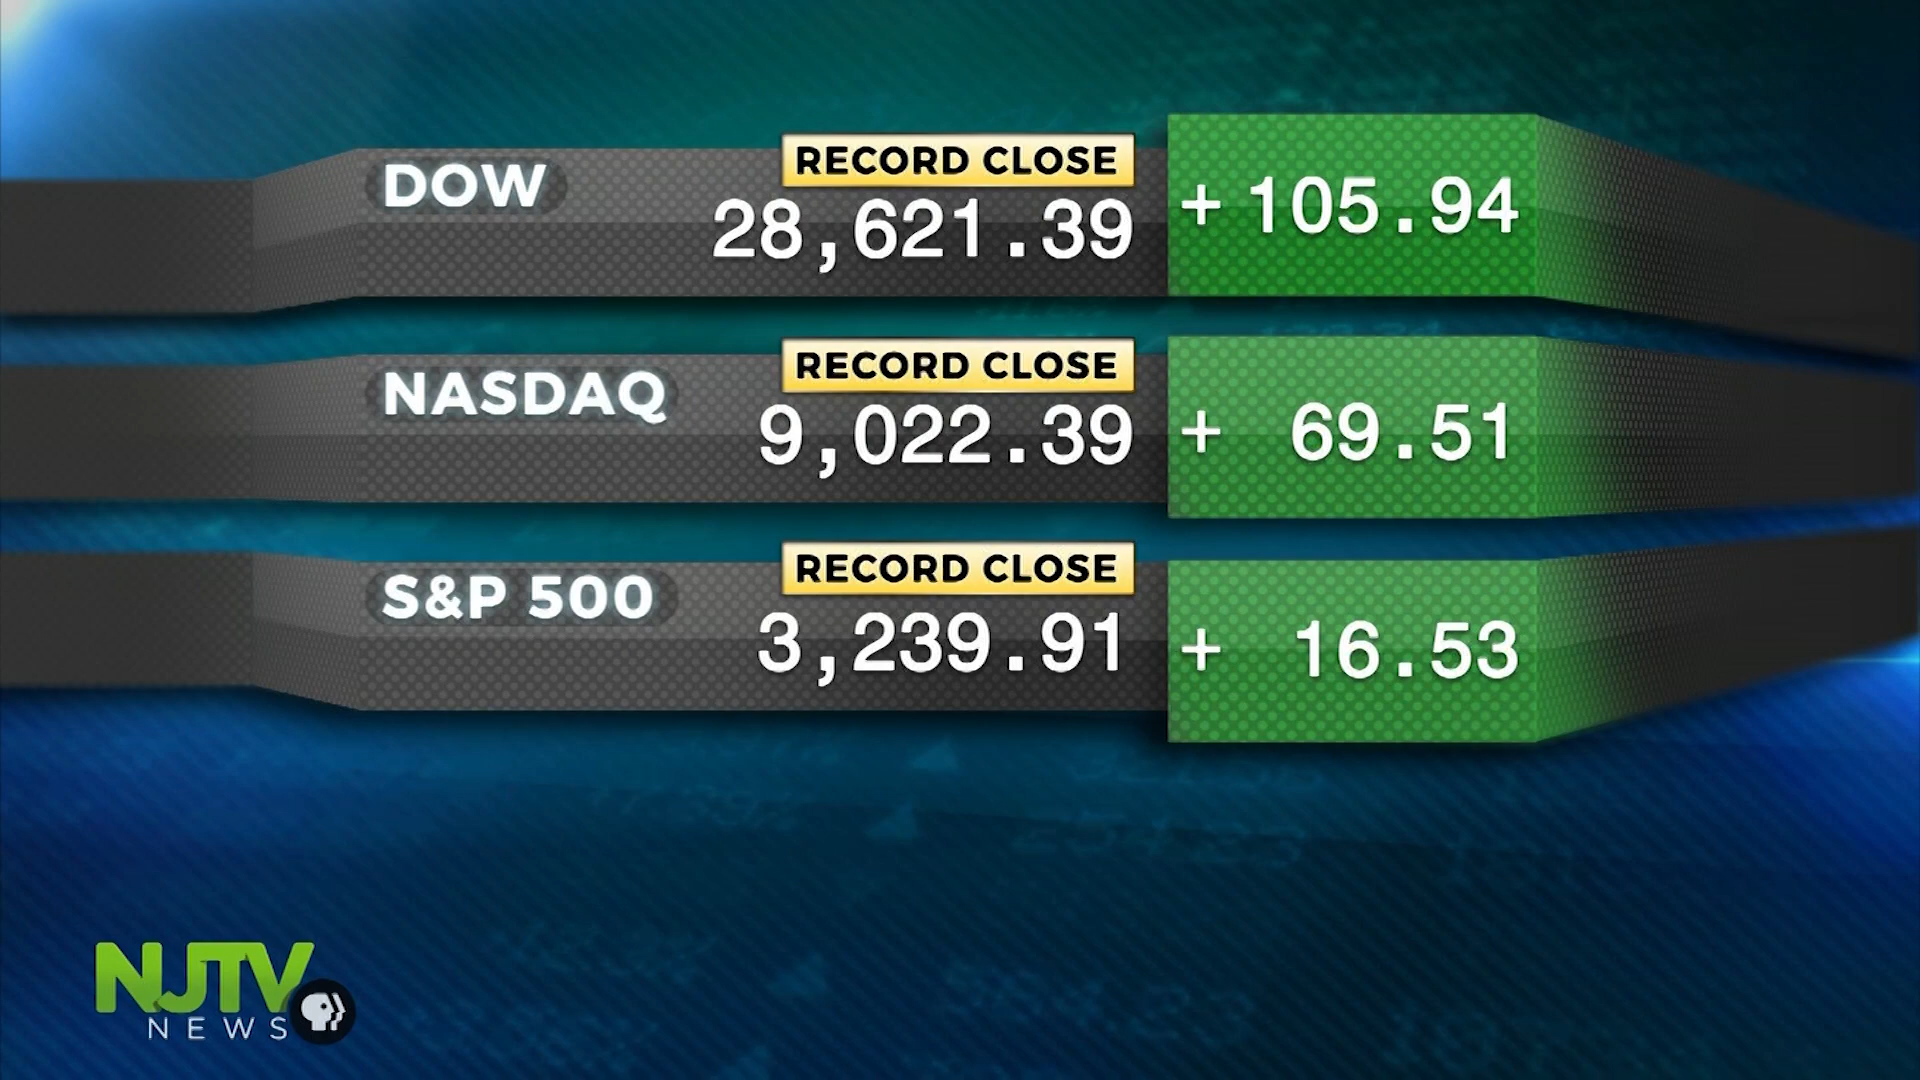 DOW
RECORD CLOSE
28,621.39
+ 105.94
NASDAQ
RECORD CLOSE
9,022.39
+ 69.51
S&P 500
RECORD CLOSE
3,239.91
+ 16.53
NJTV
NEWS